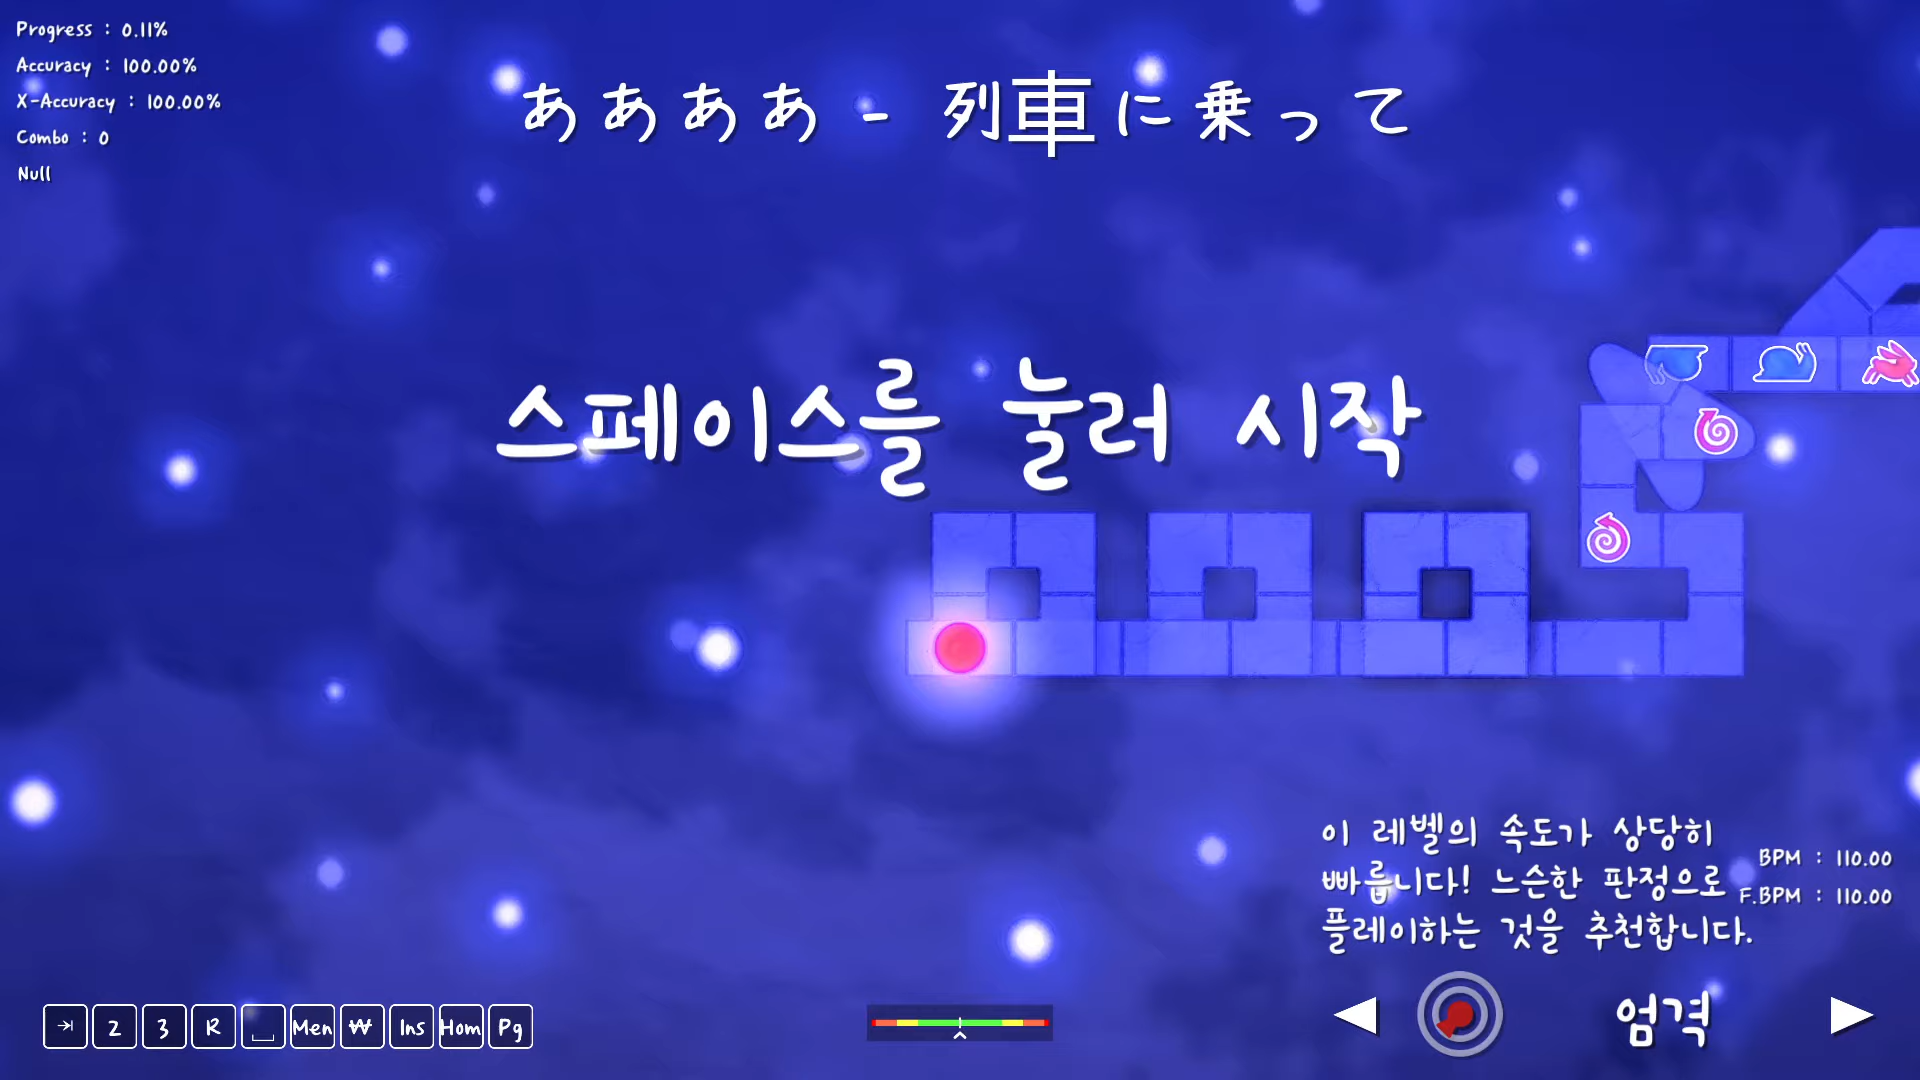 Progress : 0.11%
Accuracy : 100.00%
X-Accuracy : 100.00%
Combo : 0
Null
ああああ - 列車に乗って
스페이스를 눌러 시작
이 레벨의 속도가 상당히
빠릅니다! 느슨한 판정으로
플레이하는 것을 추천합니다.
BPM : 110.00
F.BPM : 110.00
엄격
2 3 R Men ₩ Ins Hom Pg